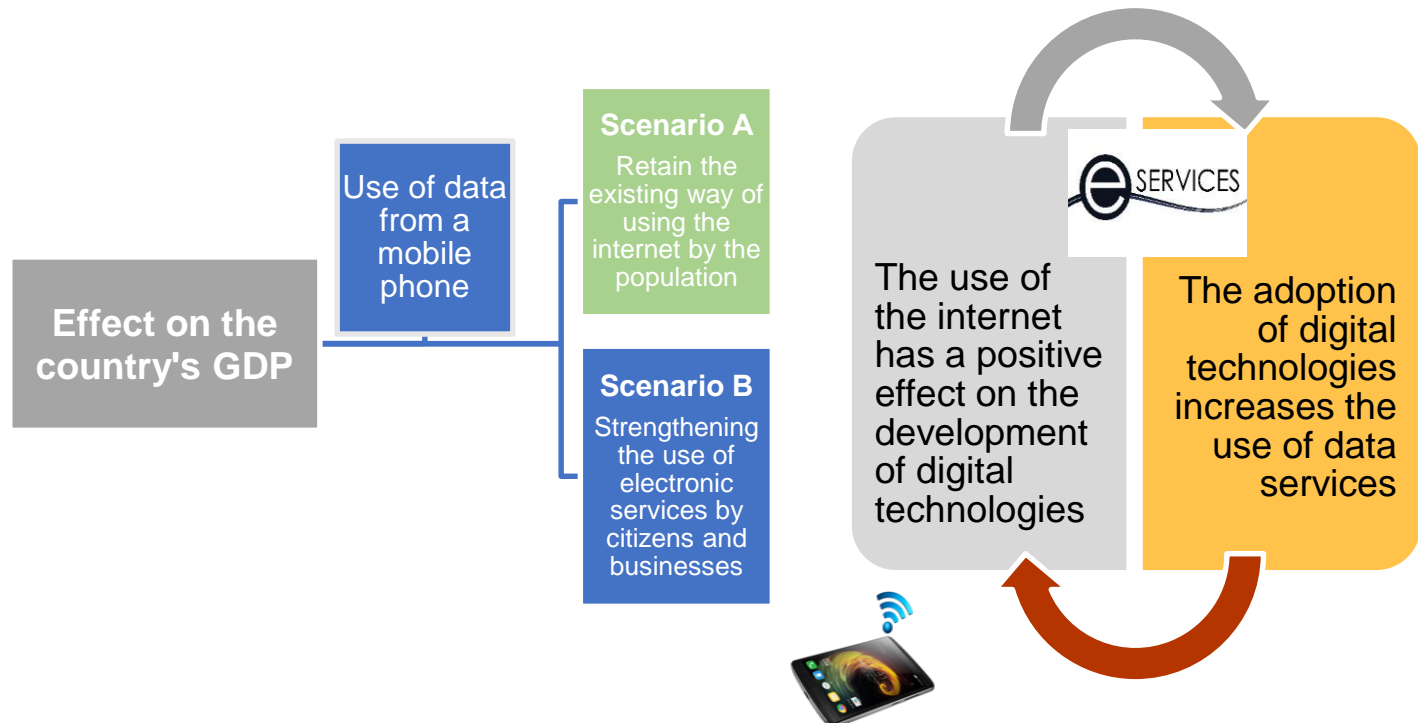 Effect on the
country's GDP
Use of data
from a
mobile
phone
Scenario A
Retain the
existing way of
using the
internet by the
population
Scenario B
Strengthening
the use of
electronic
services by
citizens and
businesses
e SERVICES
The use of
the internet
has a positive
effect on the
development
of digital
technologies
The adoption
of digital
technologies
increases the
use of data
services